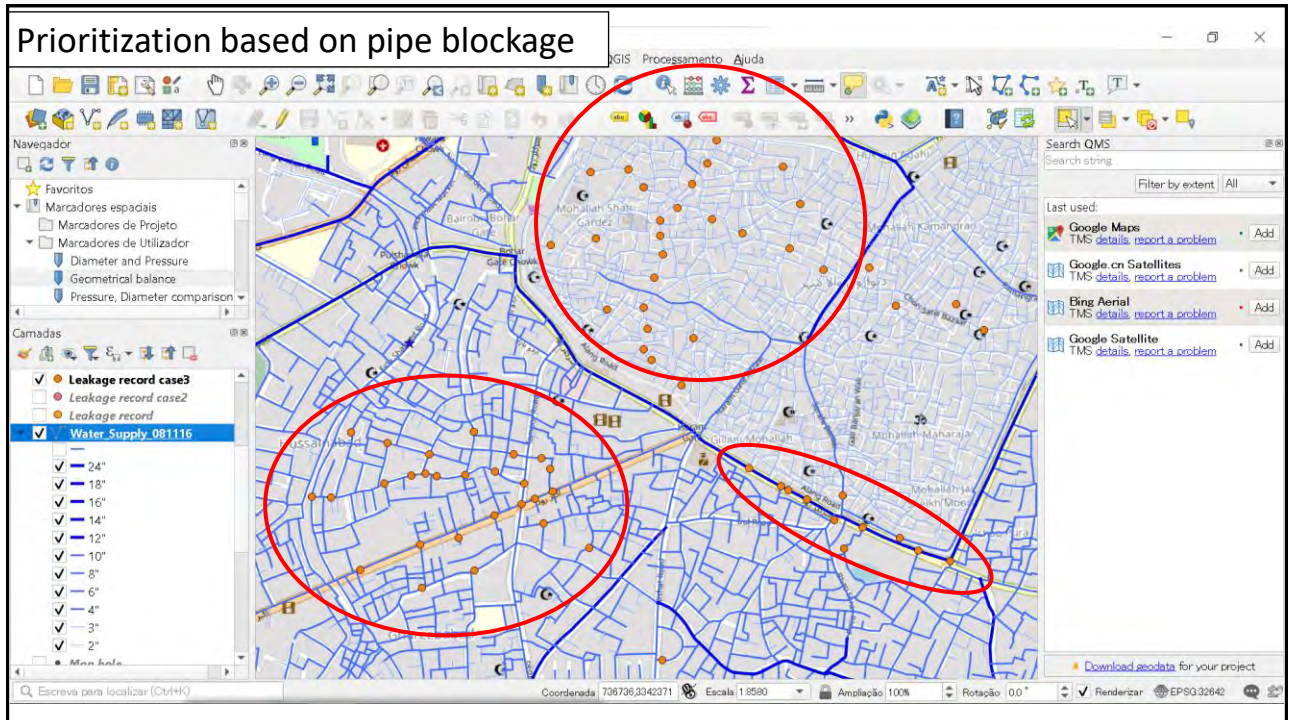 Prioritization based on pipe blockage
QGIS Processamento Ajuda
Navegador
Favoritos
Marcadores espaciais
Marcadores de Projeto
Marcadores de Utilizador
Diameter and Pressure
Geometrical balance
Pressure, Diameter comparison
Camadas
Leakage record case3
Leakage record case2
Leakage record
Water_Supply_081116
24"
18"
16"
14"
12"
10"
8"
6"
4"
3"
2"
Man hole
Mohallah Shah
Gardez
Bohar
Gate Chowk
Along Road
Hussainabad
Gillani Mohallah
Mohallah Maharaja
Along Road
Search QMS
Search string
Filter by extent All
Last used:
Google Maps
TMS details, report a problem Add
Google.cn Satellites
TMS details, report a problem Add
Bing Aerial
TMS details, report a problem Add
Google Satellite
TMS details, report a problem Add
Download geodata for your project
Escreva para localizar (Ctrl+K)
Coordenada 736736,3342371 Escala 1:8580 Ampliação 100% Rotação 0.0° Renderizar EPSG:32642